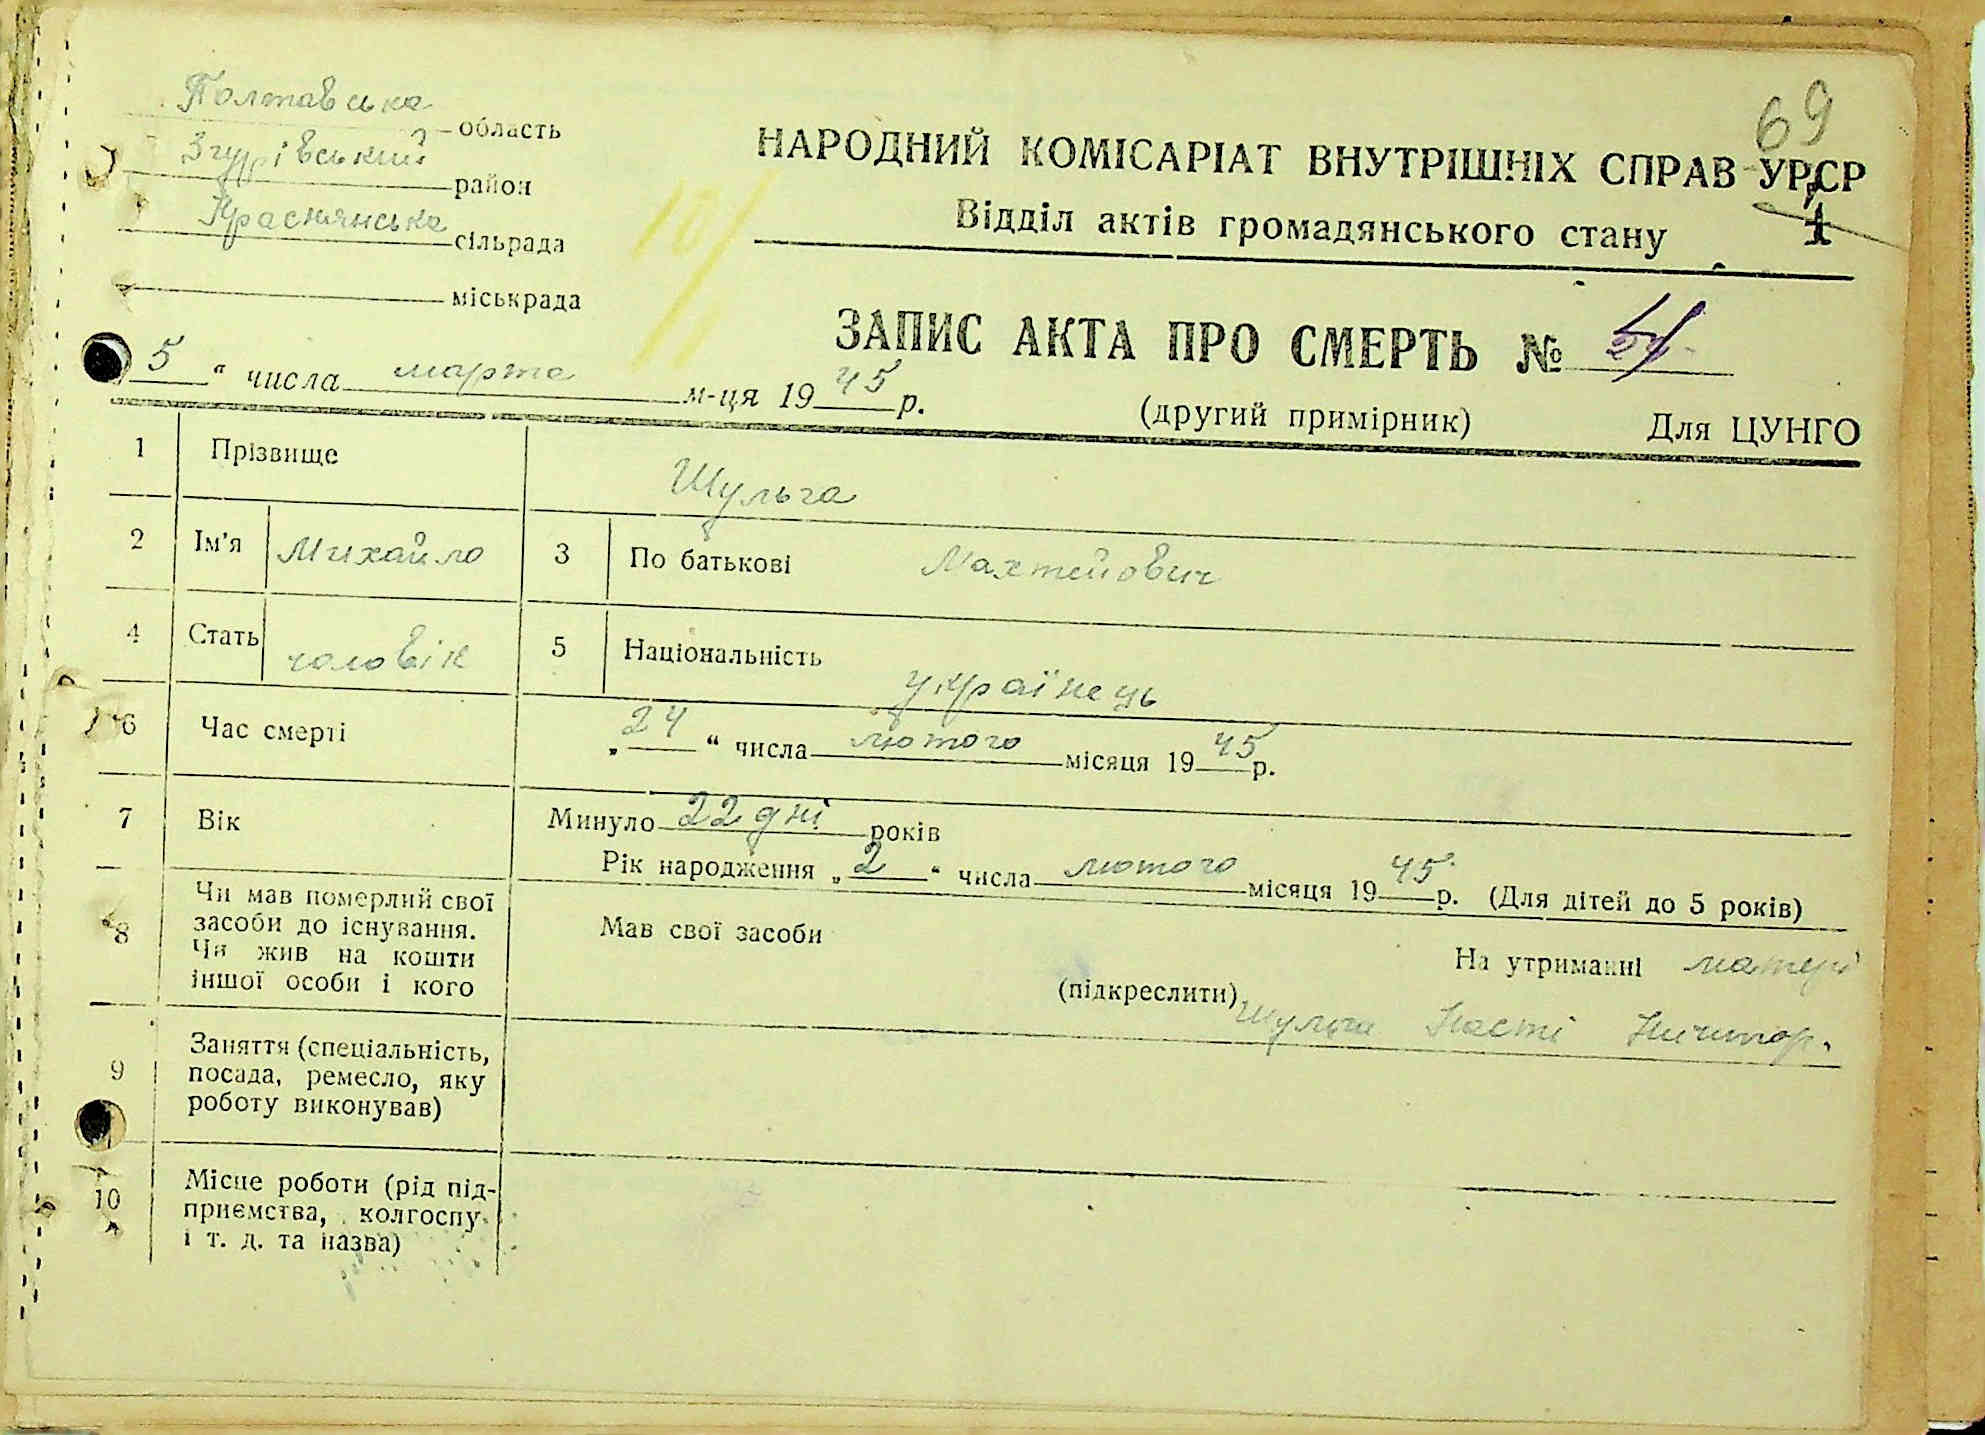 69
Полтавська область
Згурівський район
Краснянська сільрада
міськрада
НАРОДНИЙ КОМІСАРІАТ ВНУТРІШНІХ СПРАВ УРСР
Відділ актів громадянського стану
1
ЗАПИС АКТА ПРО СМЕРТЬ №
„5“ числа марта м-ця 1945 р.
(другий примірник) Для ЦУНГО
1 Прізвище Шульга
2 Ім'я Михайло 3 По батькові Махтейович
4 Стать чоловік 5 Національність українець
6 Час смерті „24“ числа лютого місяця 1945 р.
7 Вік Минуло 22 дні років
Рік народження „2“ числа лютого місяця 1945 р. (Для дітей до 5 років)
8 Чи мав померлий свої
засоби до існування.
Чи жив на кошти
іншої особи і кого
Мав свої засоби
(підкреслити)
На утриманні матері
Шульги Насті Ничипор.
9 Заняття (спеціальність,
посада, ремесло, яку
роботу виконував)
10 Місце роботи (рід під-
приємства, колгоспу
і т. д. та назва)